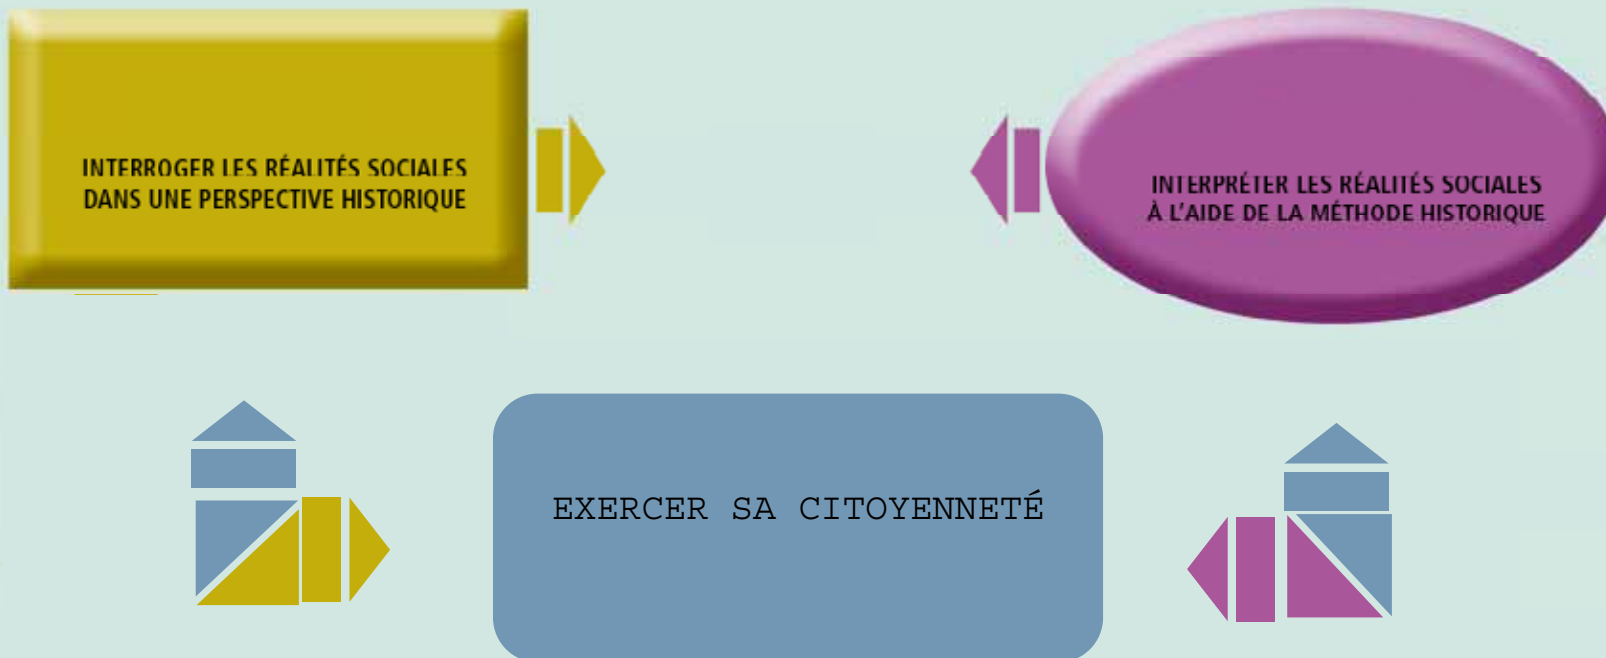 INTERROGER LES RÉALITÉS SOCIALES
DANS UNE PERSPECTIVE HISTORIQUE
INTERPRÉTER LES RÉALITÉS SOCIALES
À L'AIDE DE LA MÉTHODE HISTORIQUE
EXERCER SA CITOYENNETÉ